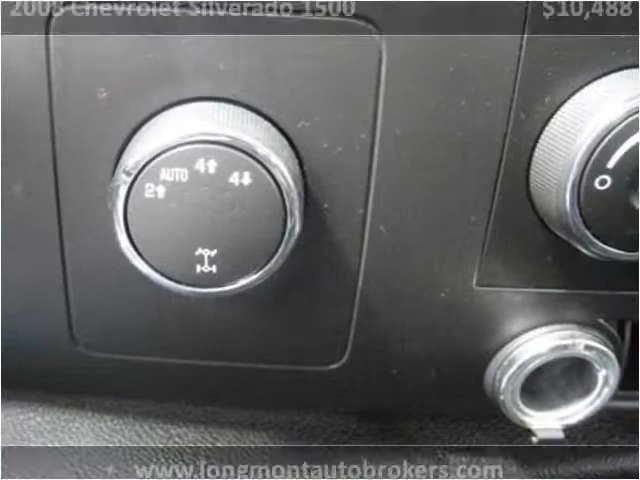 2008 Chevrolet Silverado 1500 $10,488
2↑ AUTO 4↑ 4↓
www.longmontautobrokers.com